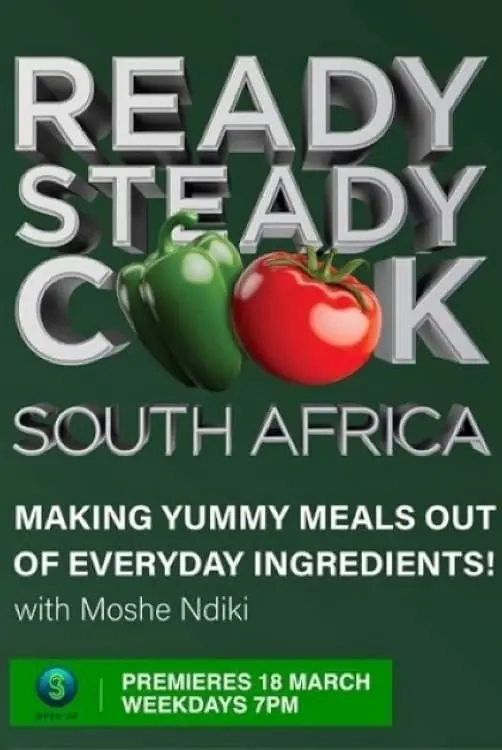 READY
STEADY
COOK
SOUTH AFRICA
MAKING YUMMY MEALS OUT
OF EVERYDAY INGREDIENTS!
with Moshe Ndiki
3
PREMIERES 18 MARCH
WEEKDAYS 7PM